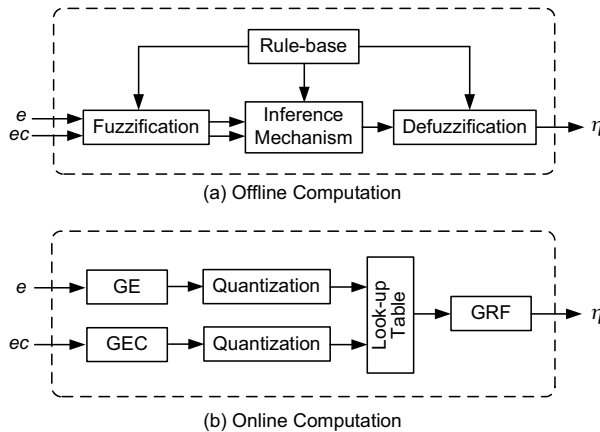 Rule-base
e
ec
Fuzzification
Inference
Mechanism
Defuzzification
η
(a) Offline Computation
e
GE
Quantization
Look-up
Table
GRF
η
ec
GEC
Quantization
(b) Online Computation